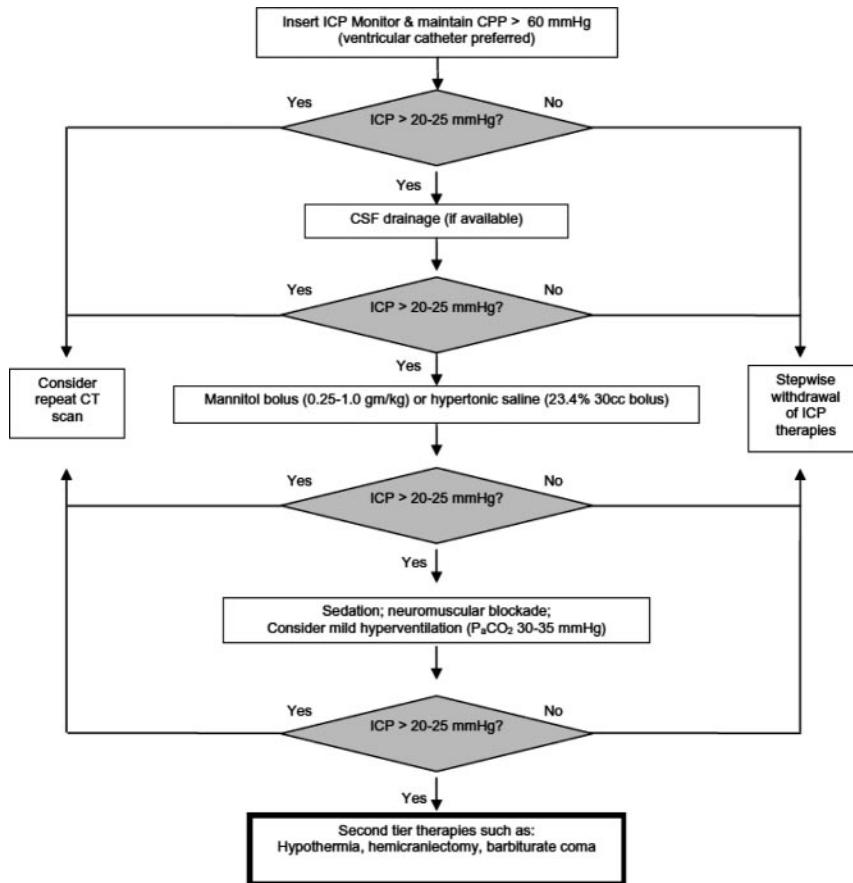 Insert ICP Monitor & maintain CPP > 60 mmHg
(ventricular catheter preferred)
Yes
No
ICP > 20-25 mmHg?
Yes
CSF drainage (if available)
Yes
No
ICP > 20-25 mmHg?
Yes
Consider
repeat CT
scan
Mannitol bolus (0.25-1.0 gm/kg) or hypertonic saline (23.4% 30cc bolus)
Stepwise
withdrawal
of ICP
therapies
Yes
No
ICP > 20-25 mmHg?
Yes
Sedation; neuromuscular blockade;
Consider mild hyperventilation (PaCO₂ 30-35 mmHg)
Yes
No
ICP > 20-25 mmHg?
Yes
Second tier therapies such as:
Hypothermia, hemicraniectomy, barbiturate coma